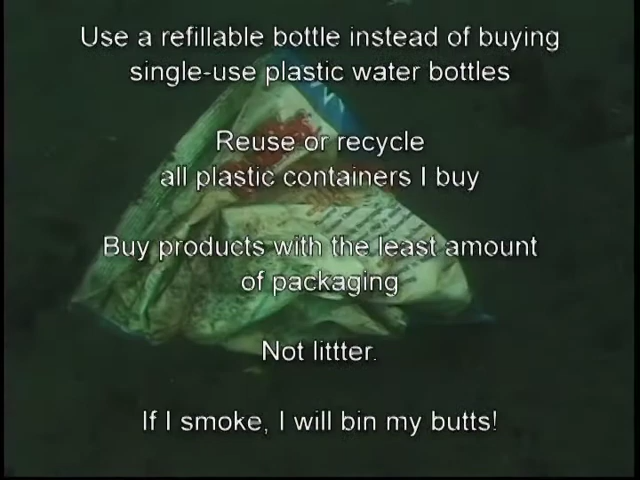 Use a refillable bottle instead of buying
single-use plastic water bottles
Reuse or recycle
all plastic containers I buy
Buy products with the least amount
of packaging
Not littter.
If I smoke, I will bin my butts!